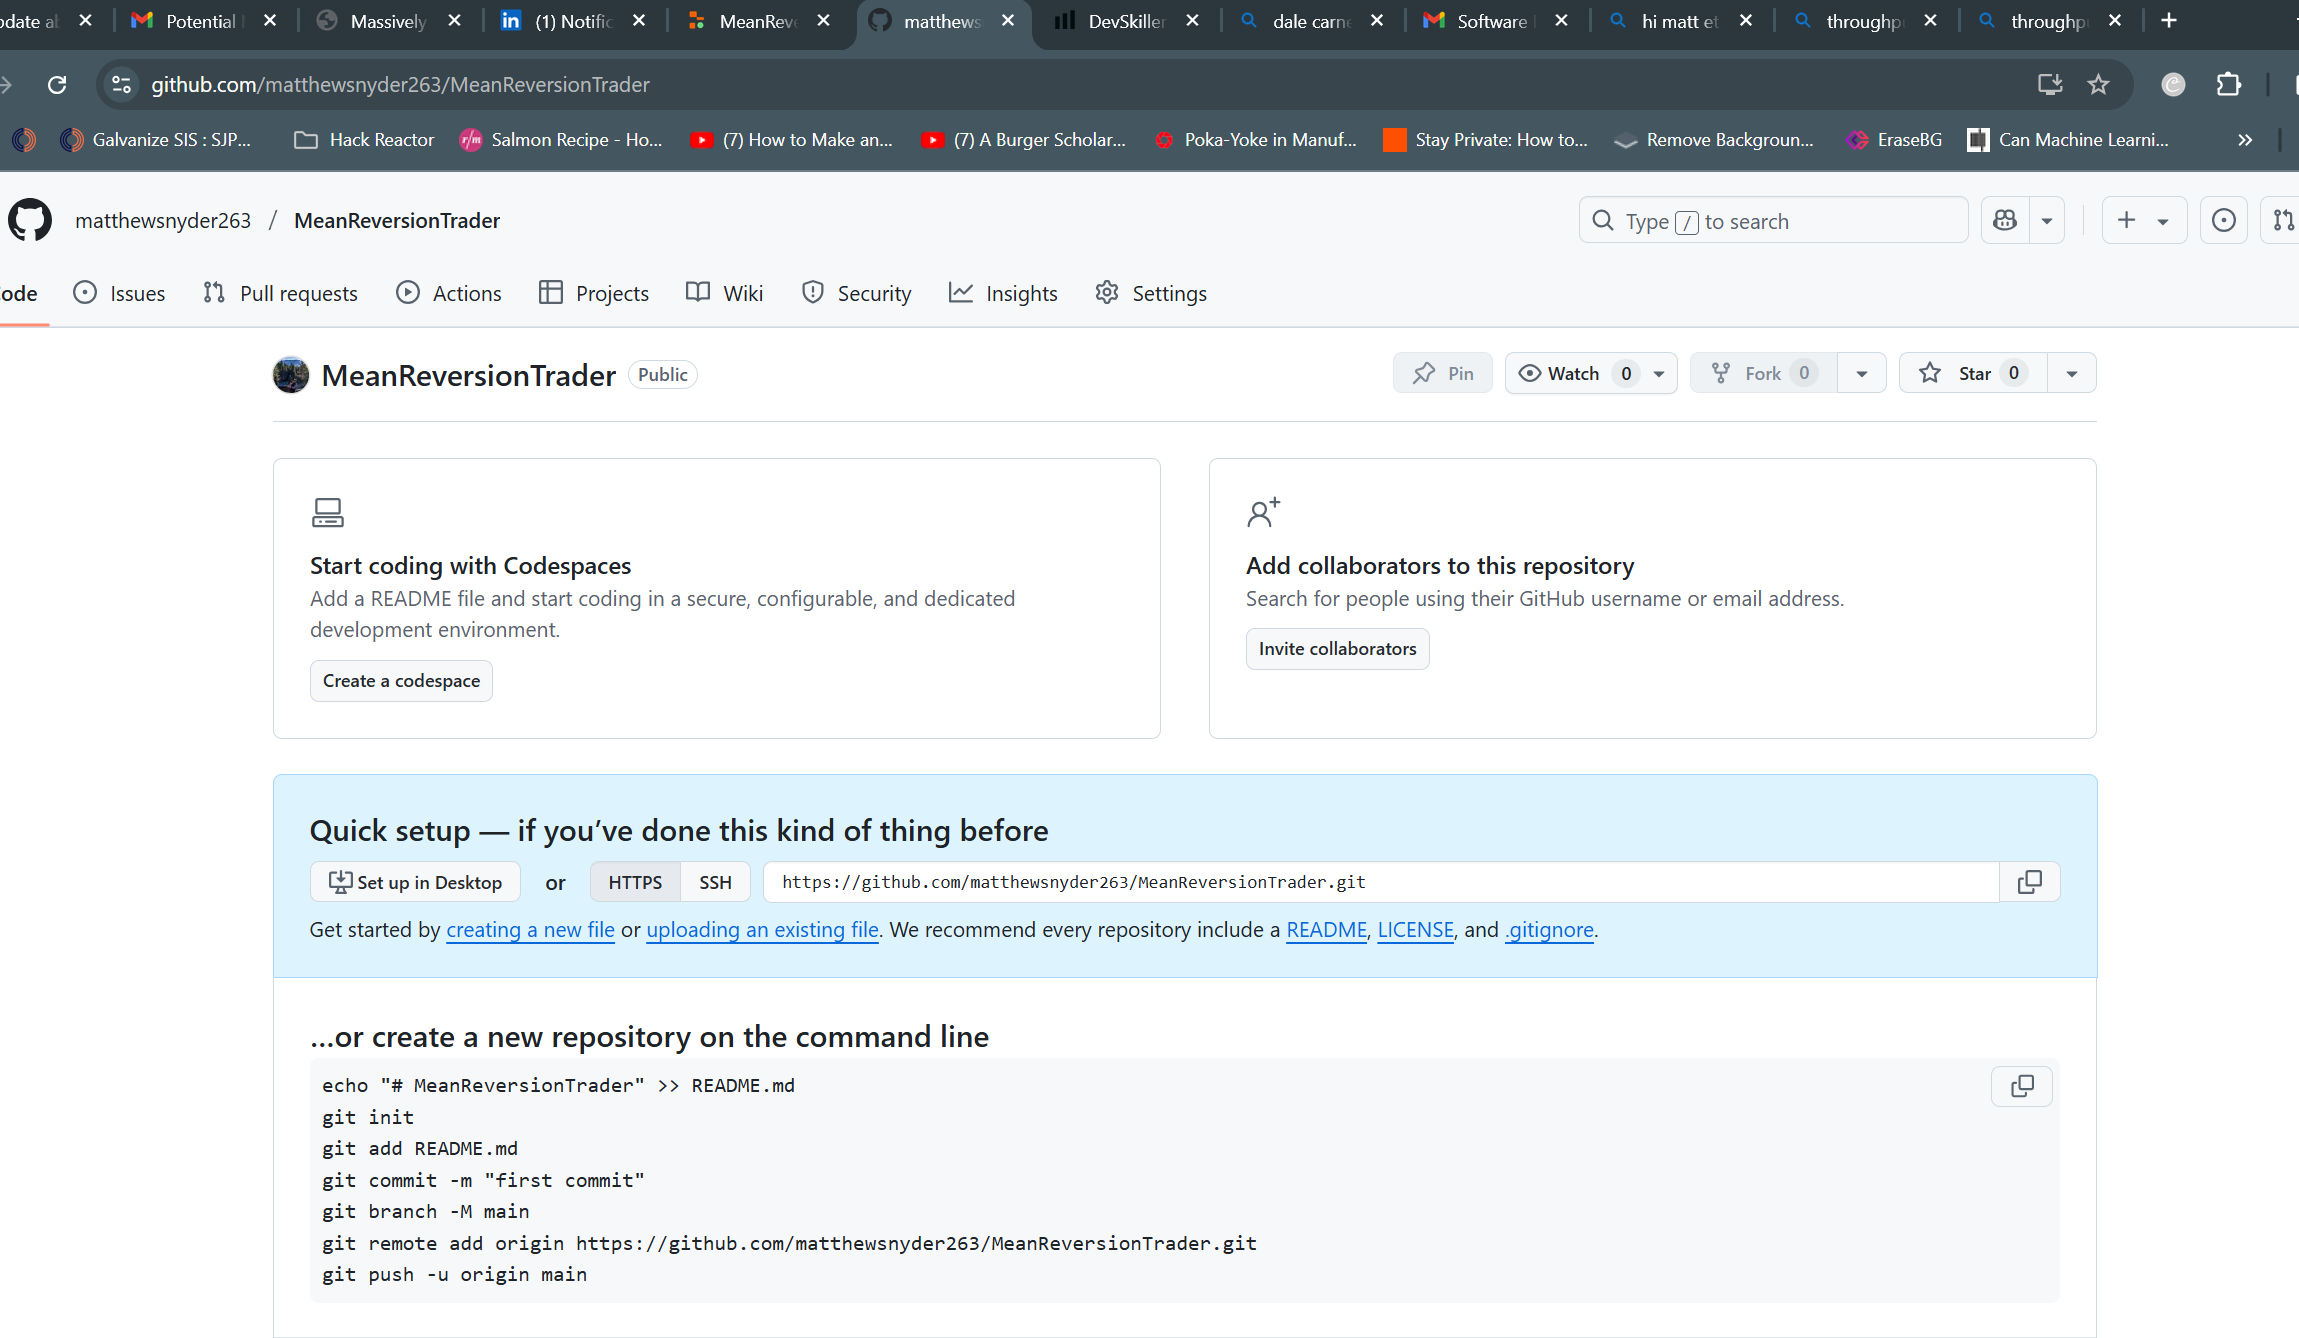 Potential
Massively
(1) Notific
MeanReve
matthews
DevSkiller
dale carne
Software
hi matt et
throughp
throughp
github.com/matthewsnyder263/MeanReversionTrader
Galvanize SIS : SJP...
Hack Reactor
r/m
Salmon Recipe - Ho...
(7) How to Make an...
(7) A Burger Scholar...
Poka-Yoke in Manuf...
Stay Private: How to...
Remove Backgroun...
EraseBG
Can Machine Learni...
matthewsnyder263 / MeanReversionTrader
Type / to search
ode
Issues
Pull requests
Actions
Projects
Wiki
Security
Insights
Settings
MeanReversionTrader Public
Pin
Watch 0
Fork 0
Star 0
Start coding with Codespaces
Add a README file and start coding in a secure, configurable, and dedicated
development environment.
Create a codespace
Add collaborators to this repository
Search for people using their GitHub username or email address.
Invite collaborators
Quick setup — if you’ve done this kind of thing before
Set up in Desktop or HTTPS SSH https://github.com/matthewsnyder263/MeanReversionTrader.git
Get started by creating a new file or uploading an existing file. We recommend every repository include a README, LICENSE, and .gitignore.
…or create a new repository on the command line
echo "# MeanReversionTrader" >> README.md
git init
git add README.md
git commit -m "first commit"
git branch -M main
git remote add origin https://github.com/matthewsnyder263/MeanReversionTrader.git
git push -u origin main